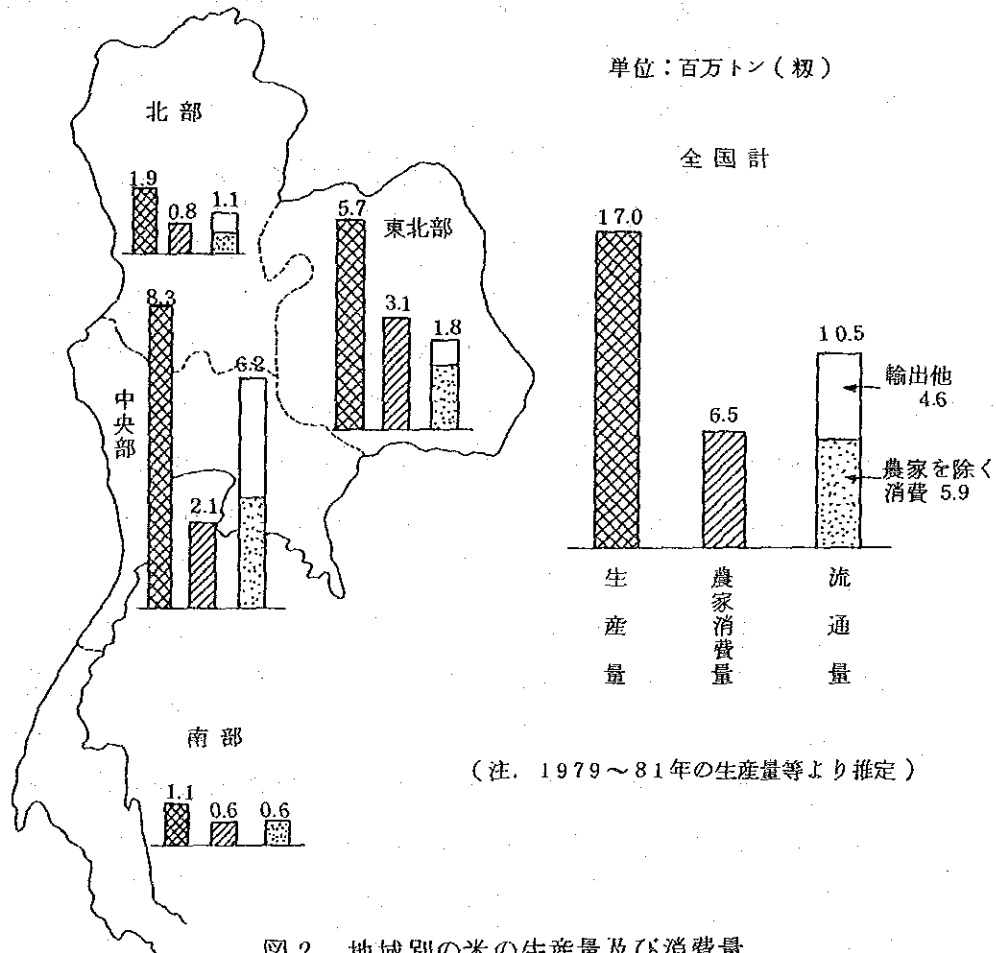 単位：百万トン（籾）
全国計
17.0
6.5
10.5
輸出他
4.6
農家を除く
消費 5.9
生産量
農家消費量
流通量
北部
1.9
0.8
1.1
東北部
5.7
3.1
1.8
中央部
8.3
2.1
6.2
南部
1.1
0.6
0.6
（注．1979～81年の生産量等より推定）
図2 地域別の米の生産量及び消費量